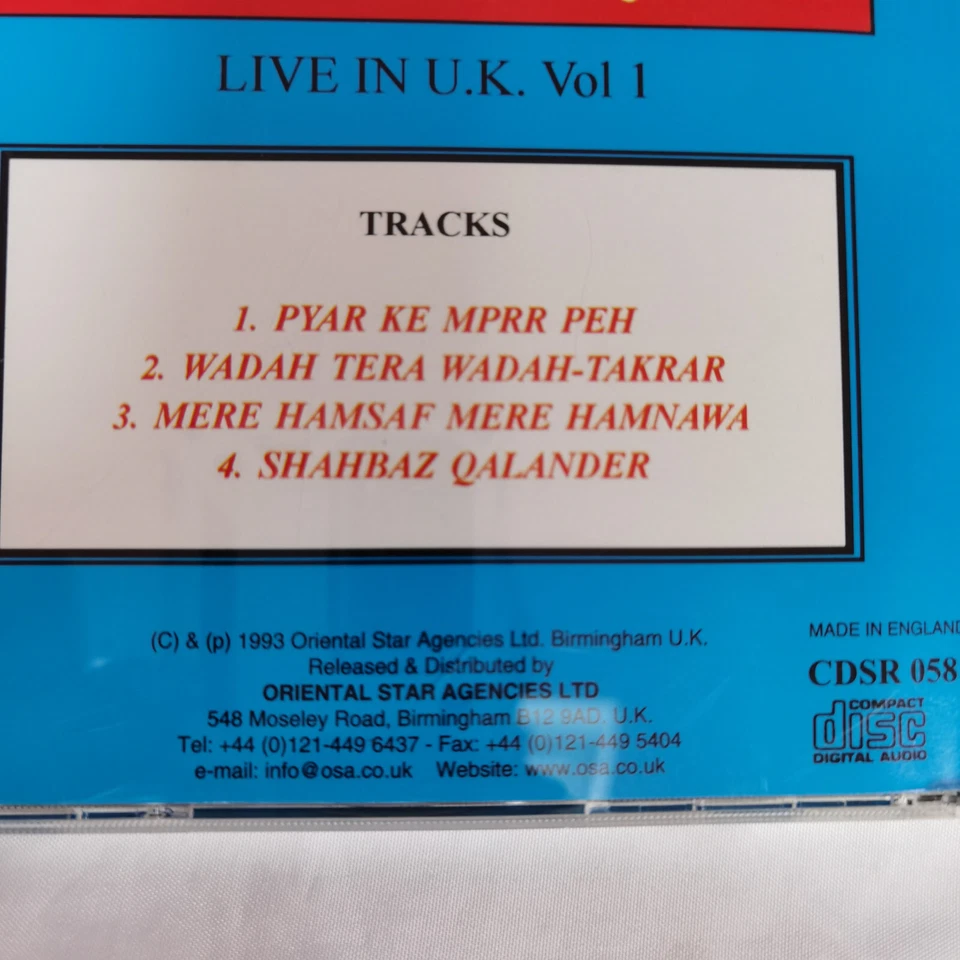 LIVE IN U.K. Vol 1
TRACKS
1. PYAR KE MPRR PEH
2. WADAH TERA WADAH-TAKRAR
3. MERE HAMSAF MERE HAMNAWA
4. SHAHBAZ QALANDER
(C) & (p) 1993 Oriental Star Agencies Ltd. Birmingham U.K.
Released & Distributed by
ORIENTAL STAR AGENCIES LTD
548 Moseley Road, Birmingham B12 9AD. U.K.
Tel: +44 (0)121-449 6437 - Fax: +44 (0)121-449 5404
e-mail: info@osa.co.uk Website: www.osa.co.uk
MADE IN ENGLAND
CDSR 058
COMPACT
disc
DIGITAL AUDIO